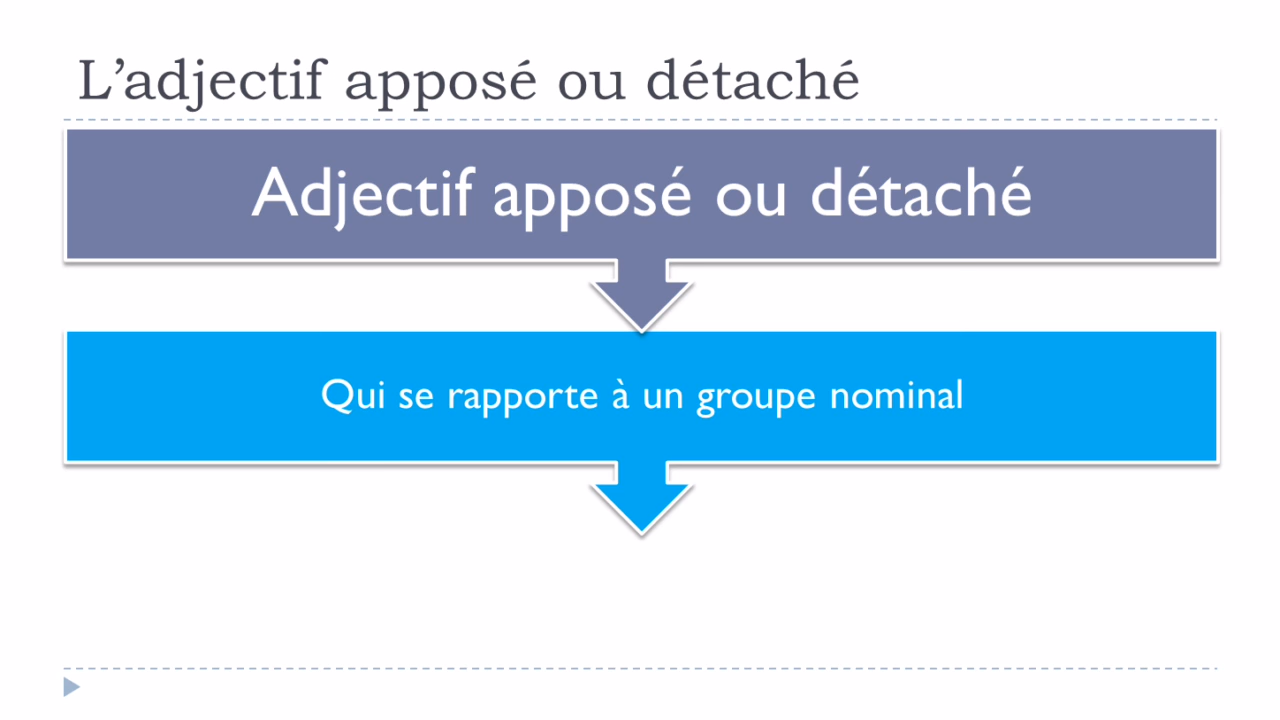 L’adjectif apposé ou détaché
Adjectif apposé ou détaché
Qui se rapporte à un groupe nominal